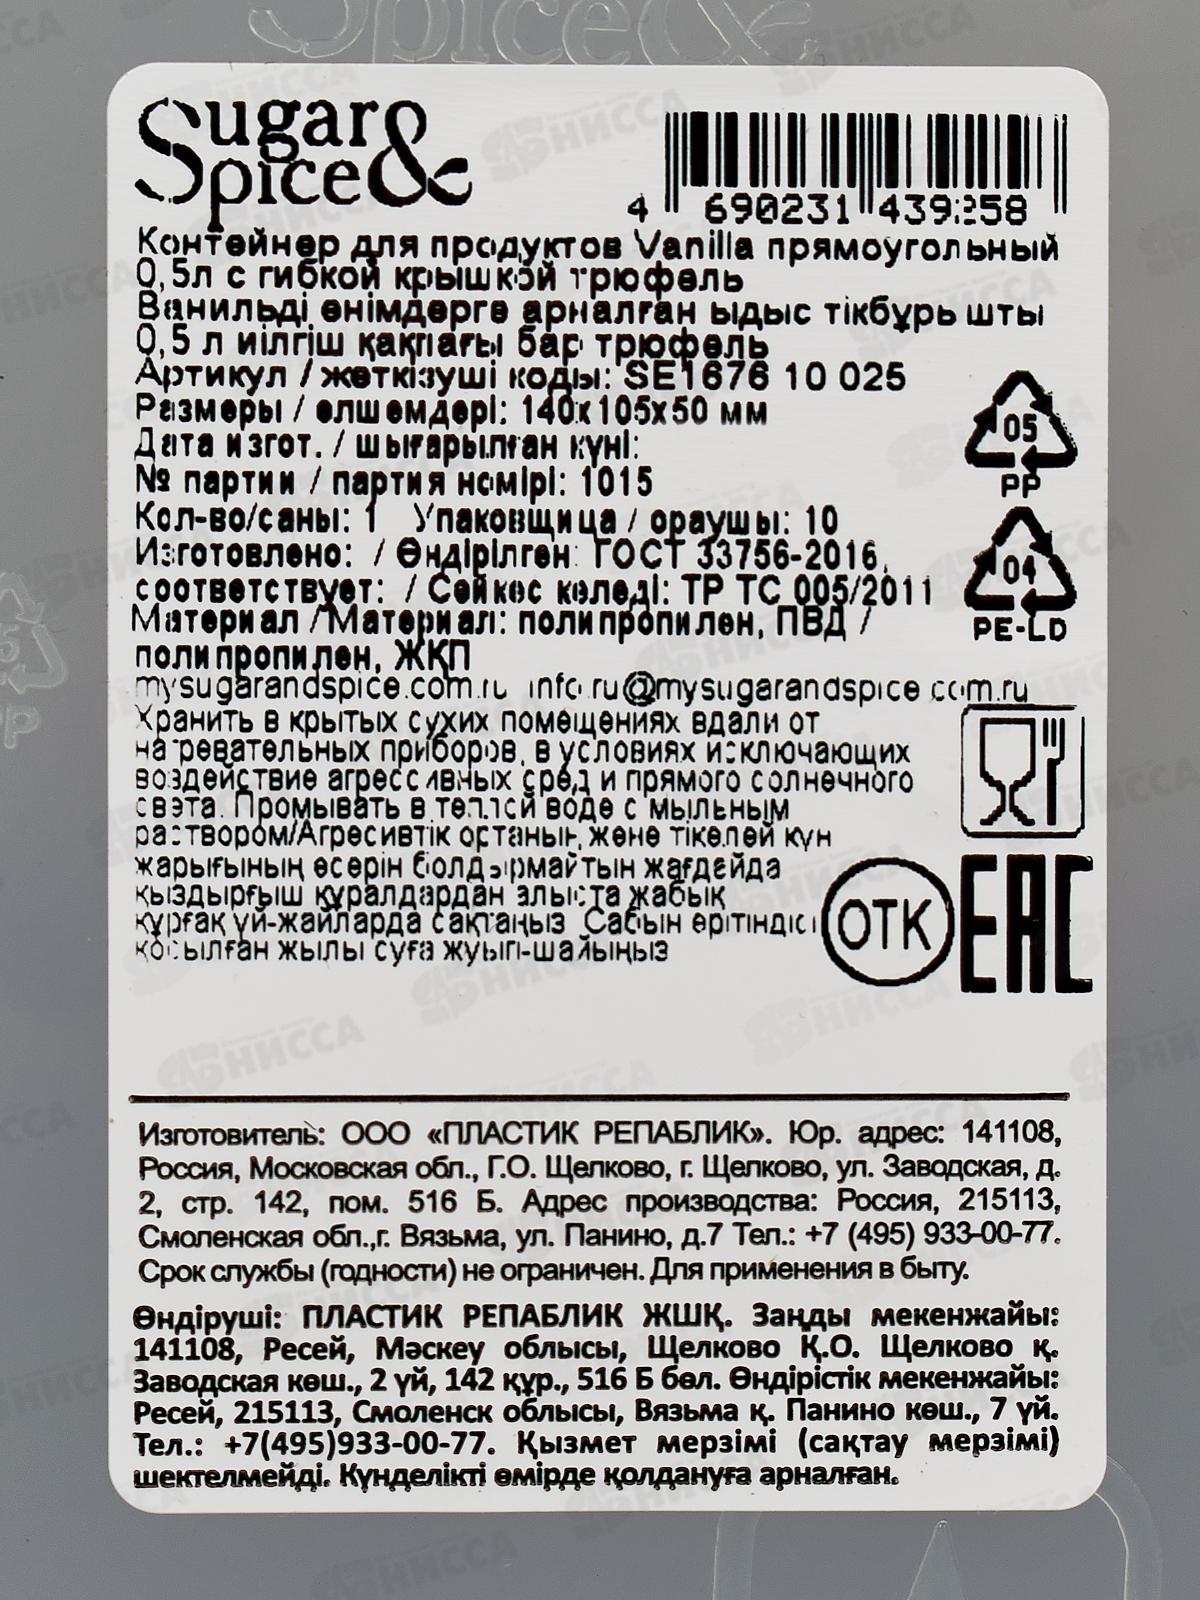 Sugar
Spice&
4 690231 439258
Контейнер для продуктов Vanilla прямоугольный
0,5л с гибкой крышкой трюфель
Ванильді өнімдерге арналған ыдыс тікбұрышты
0,5 л иілгіш қақпағы бар трюфель
Артикул / жеткізуші коды: SE1676 10 025
Размеры / өлшемдері: 140х105х50 мм
Дата изгот. / шығарылған күні:
№ партии / партия номірі: 1015
Кол-во/саны: 1 Упаковщица / ораушы: 10
Изготовлено: / Өндірілген: ГОСТ 33756-2016,
соответствует: / Сәйкес келеді: ТР ТС 005/2011
Материал /Материал: полипропилен, ПВД /
полипропилен, ЖҚП
mysugarandspice.com.ru info.ru@mysugarandspice.com.ru
Хранить в крытых сухих помещениях вдали от
нагревательных приборов, в условиях исключающих
воздействие агрессивных сред и прямого солнечного
света. Промывать в теплой воде с мыльным
раствором/Агресивтік ортаның және тікелей күн
жарығының әсерін болдырмайтын жағдайда
қыздырғыш құралдардан алыста жабық
құрғақ үй-жайларда сақтаңыз Сабын ерітіндісі
қосылған жылы суға жуып-шайыңыз
05
PP
04
PE-LD
ОТК
EAC
Изготовитель: ООО «ПЛАСТИК РЕПАБЛИК». Юр. адрес: 141108,
Россия, Московская обл., Г.О. Щелково, г. Щелково, ул. Заводская, д.
2, стр. 142, пом. 516 Б. Адрес производства: Россия, 215113,
Смоленская обл.,г. Вязьма, ул. Панино, д.7 Тел.: +7 (495) 933-00-77.
Срок службы (годности) не ограничен. Для применения в быту.
Өндіруші: ПЛАСТИК РЕПАБЛИК ЖШҚ. Заңды мекенжайы:
141108, Ресей, Мәскеу облысы, Щелково Қ.О. Щелково қ.
Заводская көш., 2 үй, 142 құр., 516 Б бөл. Өндірістік мекенжайы:
Ресей, 215113, Смоленск облысы, Вязьма қ. Панино көш., 7 үй.
Тел.: +7(495)933-00-77. Қызмет мерзімі (сақтау мерзімі)
шектелмейді. Күнделікті өмірде қолдануға арналған.